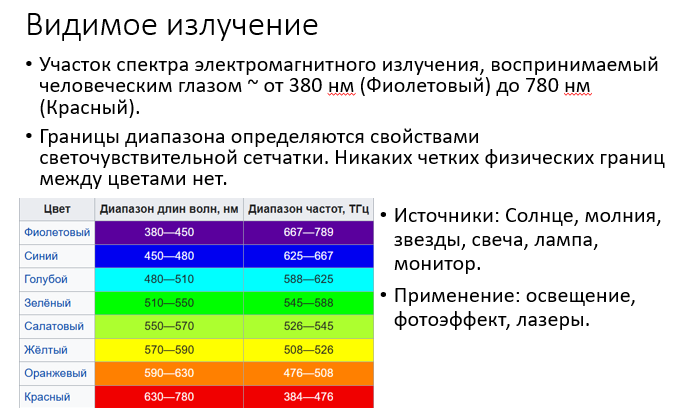 Видимое излучение
• Участок спектра электромагнитного излучения, воспринимаемый
человеческим глазом ~ от 380 нм (Фиолетовый) до 780 нм
(Красный).
• Границы диапазона определяются свойствами
светочувствительной сетчатки. Никаких четких физических границ
между цветами нет.
Цвет Диапазон длин волн, нм Диапазон частот, ТГц
Фиолетовый 380—450 667—789
Синий 450—480 625—667
Голубой 480—510 588—625
Зелёный 510—550 545—588
Салатовый 550—570 526—545
Жёлтый 570—590 508—526
Оранжевый 590—630 476—508
Красный 630—780 384—476
• Источники: Солнце, молния,
звезды, свеча, лампа,
монитор.
• Применение: освещение,
фотоэффект, лазеры.